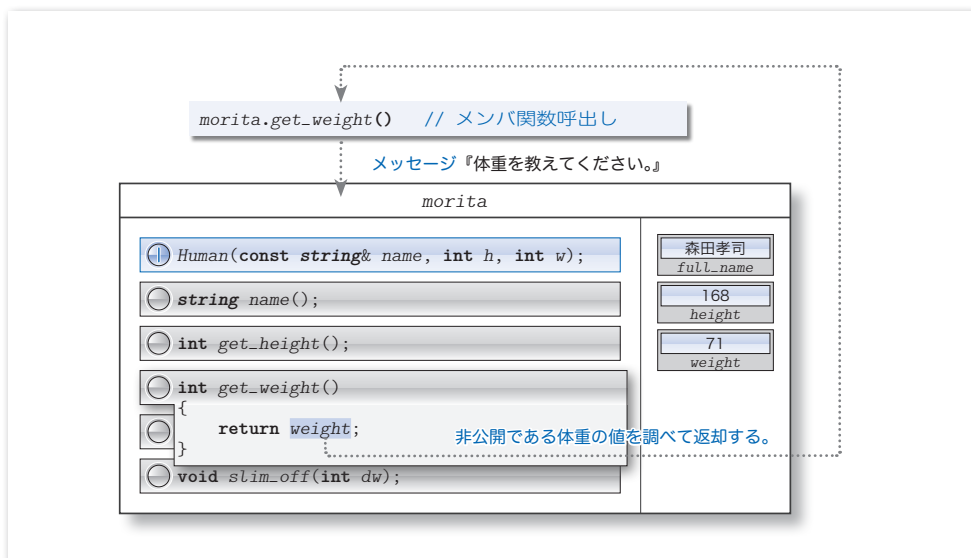 morita.get_weight() // メンバ関数呼出し
メッセージ『体重を教えてください。』
morita
Human(const string& name, int h, int w);
string name();
int get_height();
int get_weight()
{
return weight;
}
非公開である体重の値を調べて返却する。
void slim_off(int dw);
森田孝司
full_name
168
height
71
weight